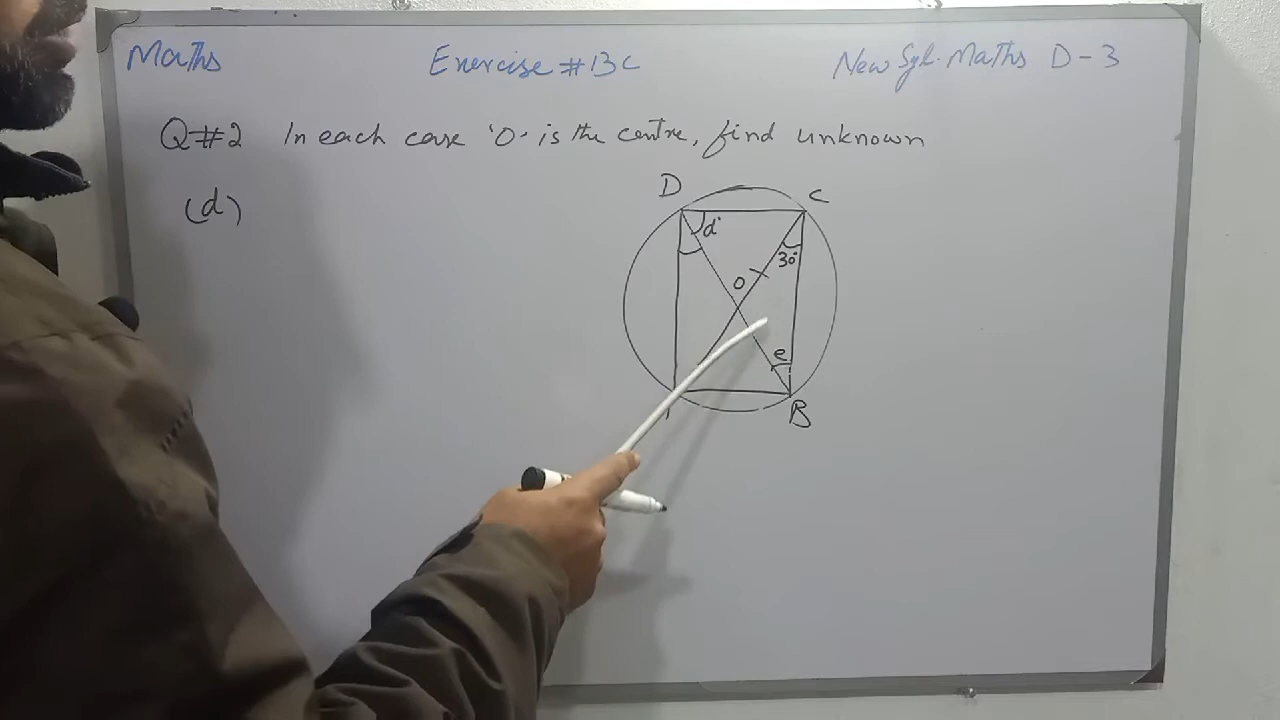 Maths Exercise #13C New Syl. Maths D-3
Q#2 In each case 'O' is the centre, find unknown
(d)
D C
d°
30°
O
e
B